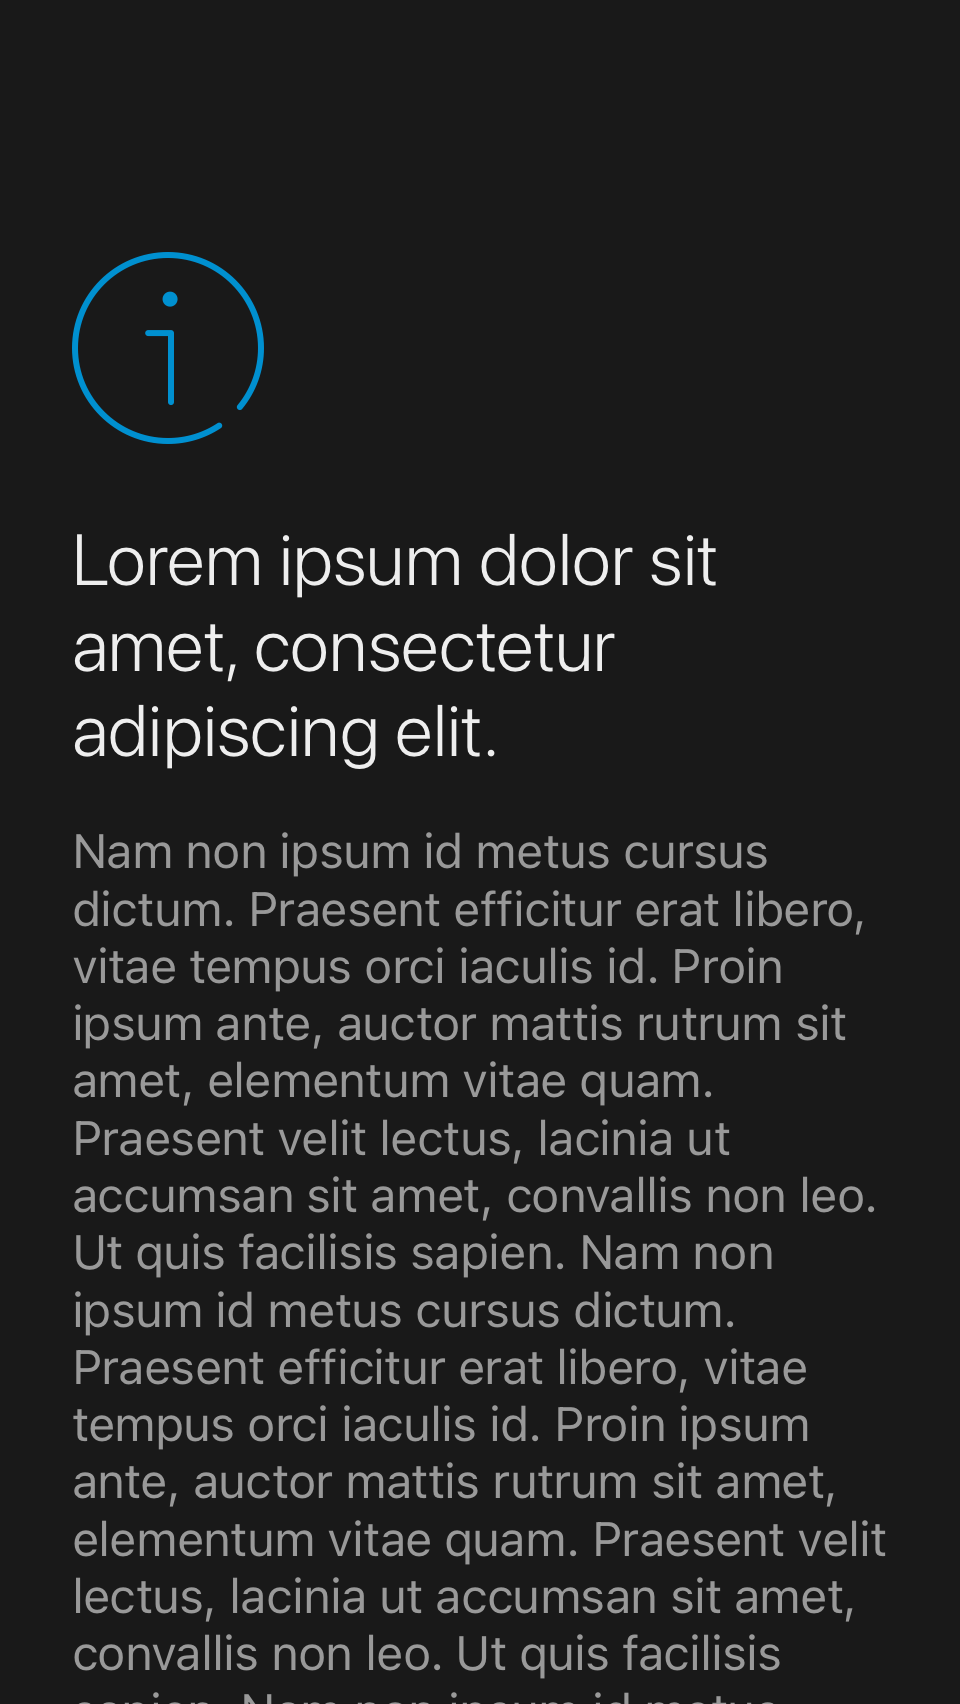 Lorem ipsum dolor sit
amet, consectetur
adipiscing elit.
Nam non ipsum id metus cursus
dictum. Praesent efficitur erat libero,
vitae tempus orci iaculis id. Proin
ipsum ante, auctor mattis rutrum sit
amet, elementum vitae quam.
Praesent velit lectus, lacinia ut
accumsan sit amet, convallis non leo.
Ut quis facilisis sapien. Nam non
ipsum id metus cursus dictum.
Praesent efficitur erat libero, vitae
tempus orci iaculis id. Proin ipsum
ante, auctor mattis rutrum sit amet,
elementum vitae quam. Praesent velit
lectus, lacinia ut accumsan sit amet,
convallis non leo. Ut quis facilisis